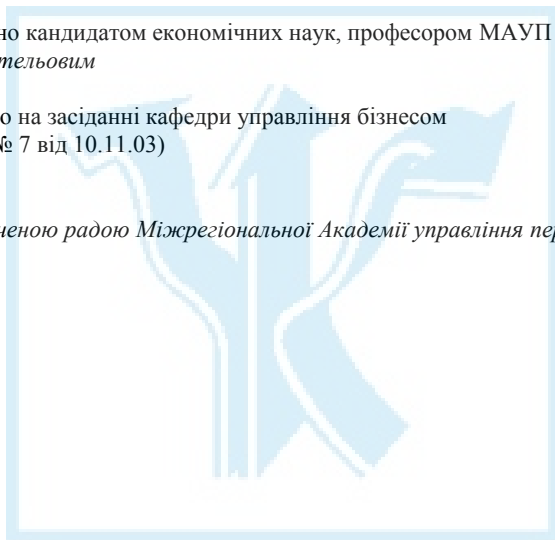 но кандидатом економічних наук, професором МАУП
тельовим
о на засіданні кафедри управління бізнесом
№ 7 від 10.11.03)
ченою радою Міжрегіональної Академії управління пер